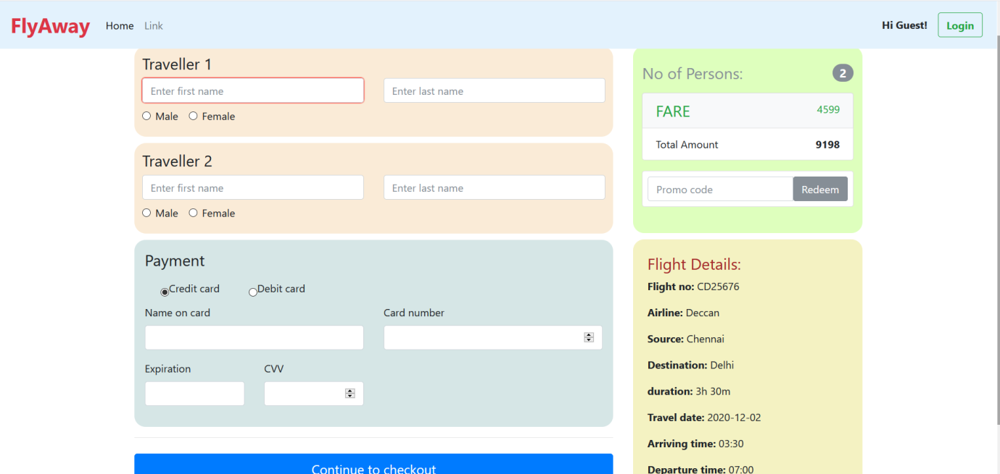 FlyAway Home Link Hi Guest! Login
Traveller 1
Enter first name Enter last name
Male Female
Traveller 2
Enter first name Enter last name
Male Female
Payment
Credit card Debit card
Name on card Card number
Expiration CVV
Continue to checkout
No of Persons: 2
FARE 4599
Total Amount 9198
Promo code Redeem
Flight Details:
Flight no: CD25676
Airline: Deccan
Source: Chennai
Destination: Delhi
duration: 3h 30m
Travel date: 2020-12-02
Arriving time: 03:30
Departure time: 07:00